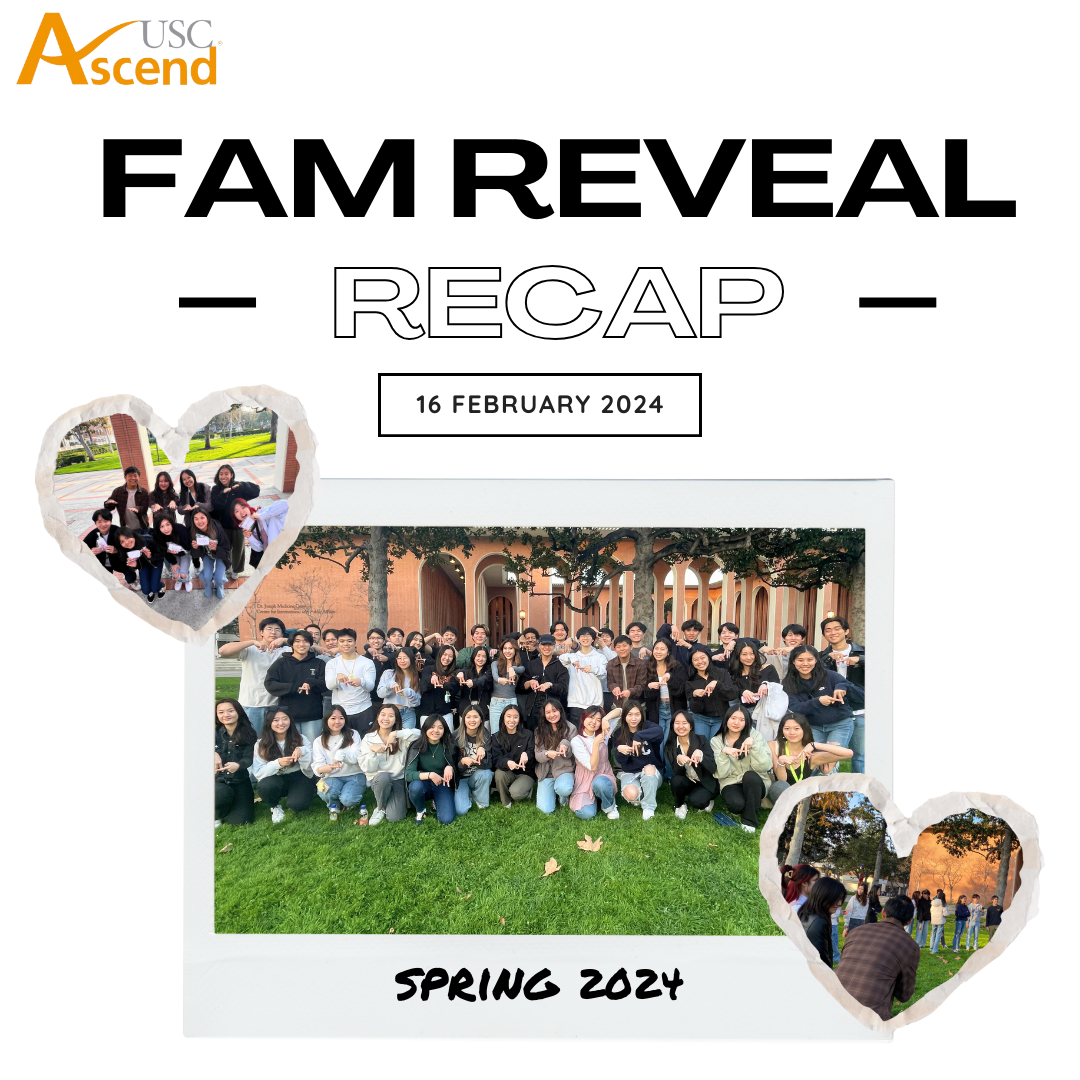 USC
Ascend
FAM REVEAL
RECAP
16 FEBRUARY 2024
SPRING 2024